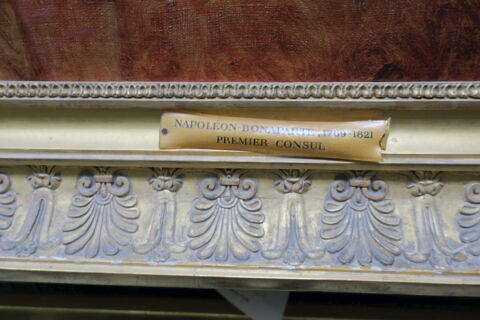 NAPOLÉON BONAPARTE, 1769-1821
PREMIER CONSUL